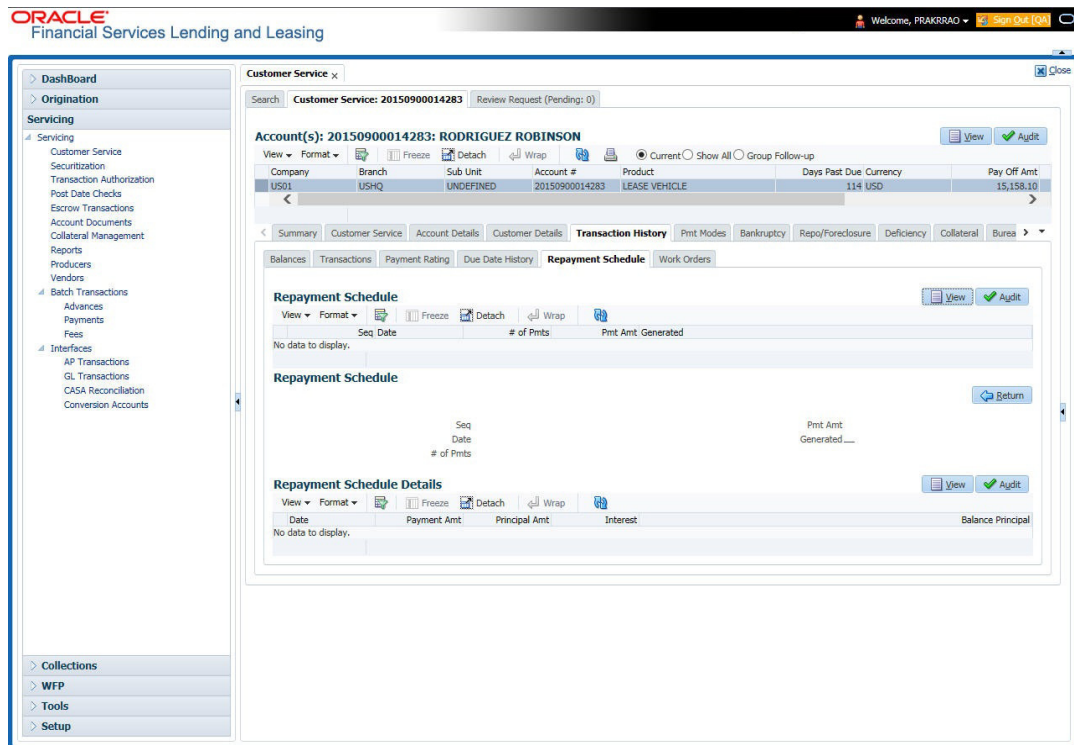 ORACLE
Financial Services Lending and Leasing
Welcome, PRAKRRAO
Sign Out [QA]
Close
DashBoard
Origination
Servicing
Servicing
Customer Service
Securitization
Transaction Authorization
Post Date Checks
Escrow Transactions
Account Documents
Collateral Management
Reports
Producers
Vendors
Batch Transactions
Advances
Payments
Fees
Interfaces
AP Transactions
GL Transactions
CASA Reconciliation
Conversion Accounts
Collections
WFP
Tools
Setup
Customer Service x
Search Customer Service: 20150900014283 Review Request (Pending: 0)
Account(s): 20150900014283: RODRIGUEZ ROBINSON
View Audit
View Format Freeze Detach Wrap Current Show All Group Follow-up
Company Branch Sub Unit Account # Product Days Past Due Currency Pay Off Amt
US01 USHQ UNDEFINED 20150900014283 LEASE VEHICLE 114 USD 15,158.10
Summary Customer Service Account Details Customer Details Transaction History Pmt Modes Bankruptcy Repo/Foreclosure Deficiency Collateral Burea
Balances Transactions Payment Rating Due Date History Repayment Schedule Work Orders
Repayment Schedule
View Audit
View Format Freeze Detach Wrap
Seq Date # of Pmts Pmt Amt Generated
No data to display.
Repayment Schedule
Return
Seq Pmt Amt
Date Generated
# of Pmts
Repayment Schedule Details
View Audit
View Format Freeze Detach Wrap
Date Payment Amt Principal Amt Interest Balance Principal
No data to display.